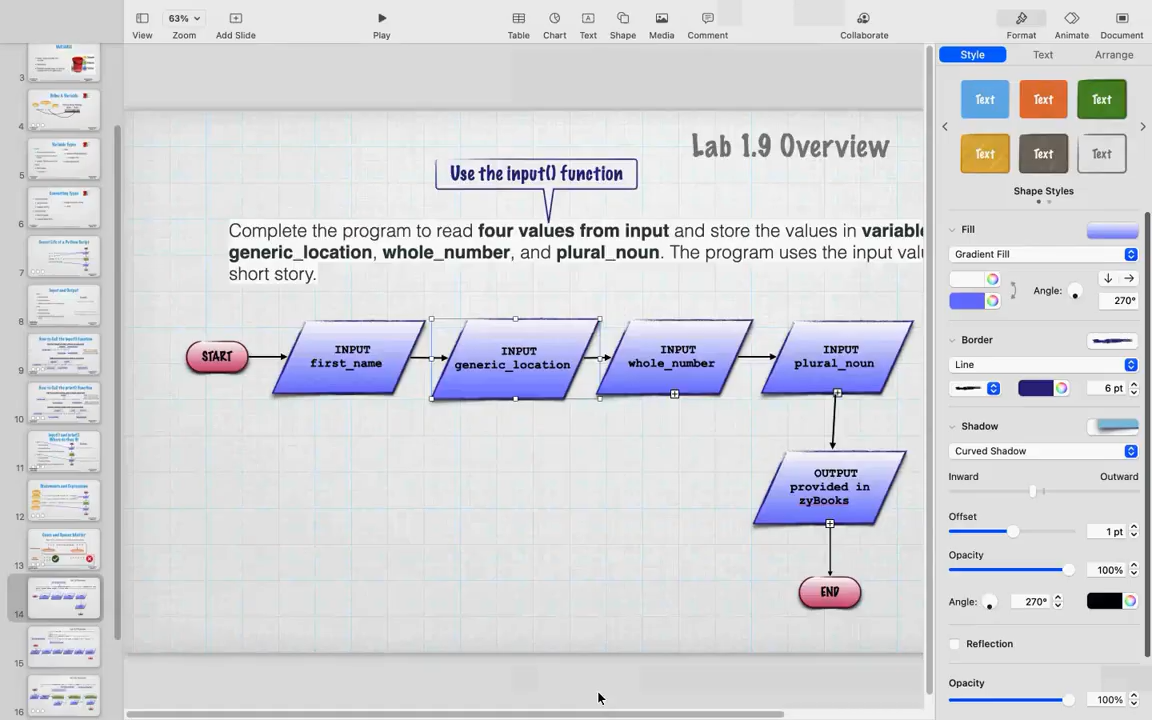 View
63%
Zoom
Add Slide
Play
Table
Chart
Text
Shape
Media
Comment
Collaborate
Format
Animate
Document
Style
Text
Arrange
Text
Text
Text
Text
Text
Text
Shape Styles
Fill
Gradient Fill
Angle:
270°
Border
Line
6 pt
Shadow
Curved Shadow
Inward
Outward
Offset
1 pt
Opacity
100%
Angle:
270°
Reflection
Opacity
100%
3
4
5
6
7
8
9
10
11
12
13
14
15
16
Lab 1.9 Overview
Use the input() function
Complete the program to read four values from input and store the values in variabl
generic_location, whole_number, and plural_noun. The program uses the input val
short story.
START
INPUT
first_name
INPUT
generic_location
INPUT
whole_number
INPUT
plural_noun
OUTPUT
provided in
zyBooks
END